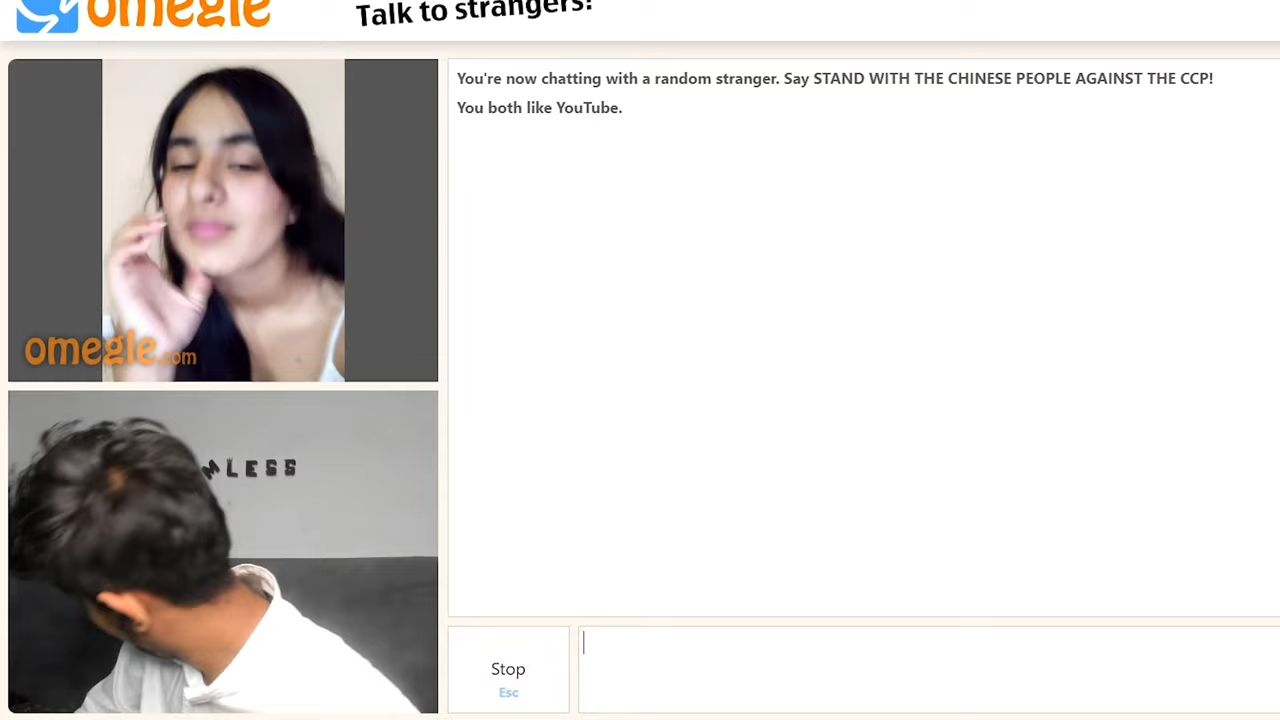 omegle
Talk to strangers!
You're now chatting with a random stranger. Say STAND WITH THE CHINESE PEOPLE AGAINST THE CCP!
You both like YouTube.
omegle.com
MLESS
Stop
Esc